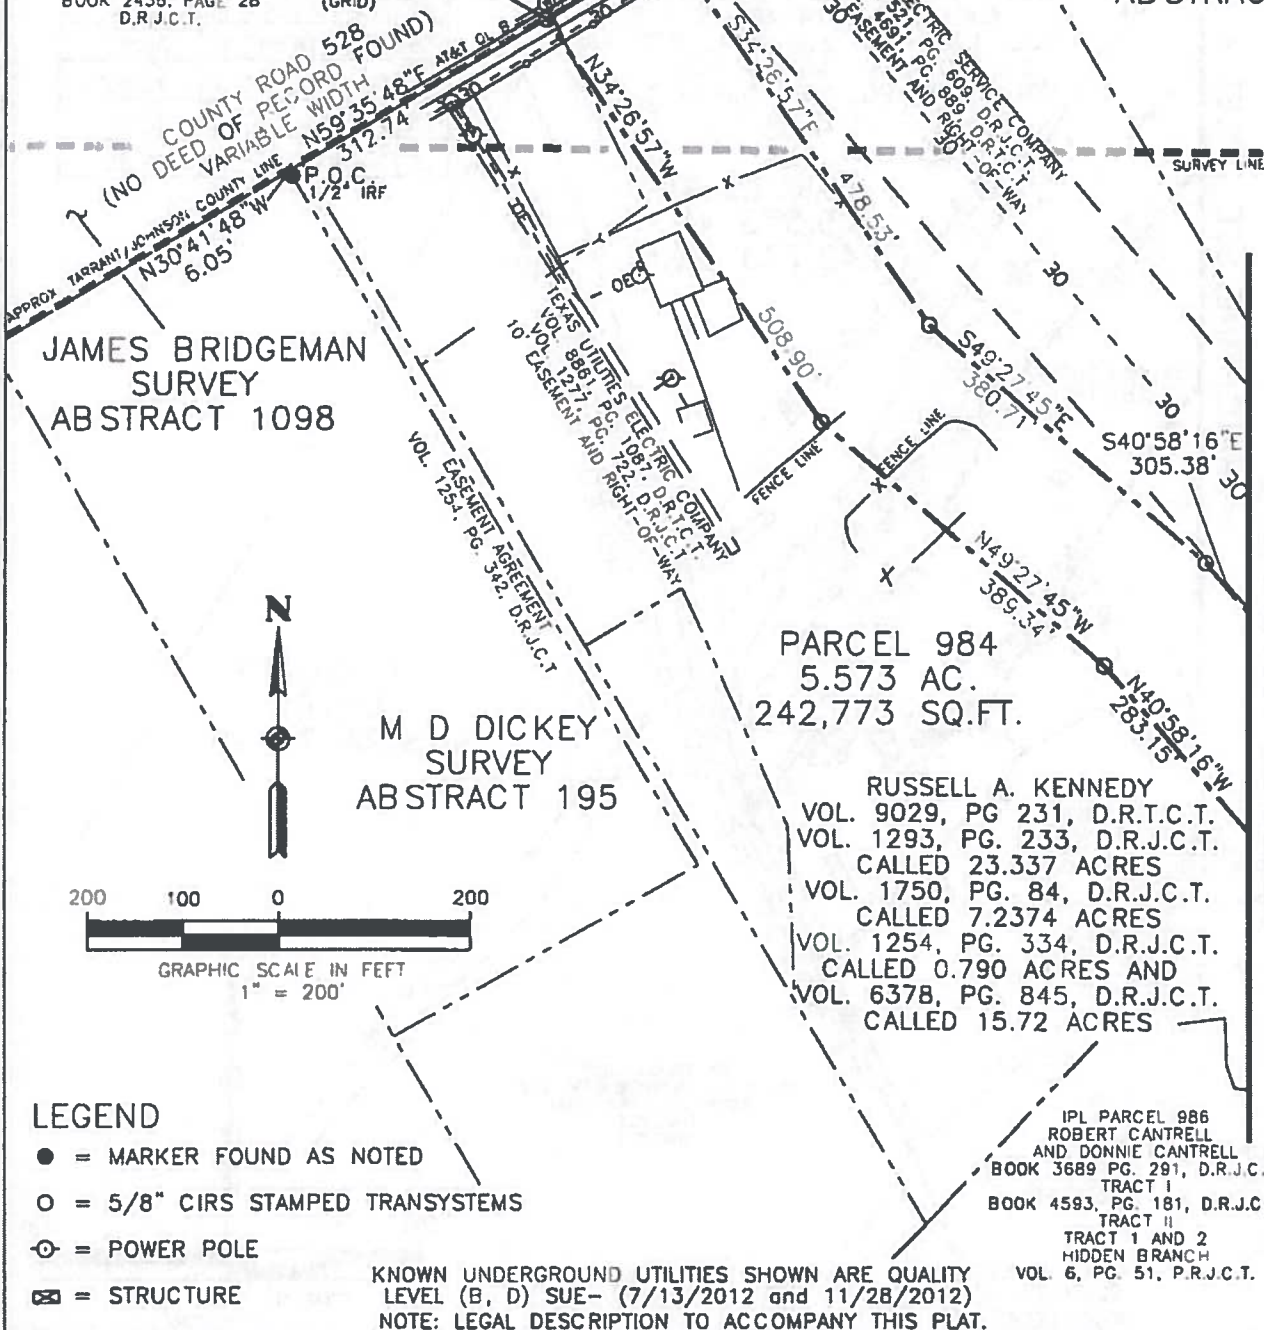 BOOK 2438, PAGE 28
D.R.J.C.T.
(GRID)
COUNTY ROAD 528
(NO DEED OF RECORD FOUND)
VARIABLE WIDTH
N59°35'48"E
312.74'
AT&T
P.O.C.
1/2" IRF
APPROX TARRANT/JOHNSON COUNTY LINE
N30°41'48"W
6.05'
N34°26'57"W
508.90'
S34°26'57"E
478.53'
ELECTRIC SERVICE COMPANY
521, PG. 609, D.R.J.C.T.
469, PG. 889, D.R.T.C.T.
EASEMENT AND RIGHT-OF-WAY
ABSTRAC
SURVEY LINE
30
30
30
30
30
S49°27'45"E
380.71'
S40°58'16"E
305.38'
JAMES BRIDGEMAN
SURVEY
ABSTRACT 1098
OE
OE
X
X
X
X
X
TEXAS UTILITIES ELECTRIC COMPANY
VOL. 8861, PG. 1087, D.R.T.C.T.
VOL. 1277, PG. 722, D.R.J.C.T
10' EASEMENT AND RIGHT-OF-WAY
FENCE LINE
FENCE LINE
EASEMENT AGREEMENT
VOL. 1254, PG. 342, D.R.J.C.T
N49°27'45"W
389.34'
N40°58'16"W
283.15'
N
PARCEL 984
5.573 AC.
242,773 SQ.FT.
M D DICKEY
SURVEY
ABSTRACT 195
RUSSELL A. KENNEDY
VOL. 9029, PG 231, D.R.T.C.T.
VOL. 1293, PG. 233, D.R.J.C.T.
CALLED 23.337 ACRES
VOL. 1750, PG. 84, D.R.J.C.T.
CALLED 7.2374 ACRES
VOL. 1254, PG. 334, D.R.J.C.T.
CALLED 0.790 ACRES AND
VOL. 6378, PG. 845, D.R.J.C.T.
CALLED 15.72 ACRES
200 100 0 200
GRAPHIC SCALE IN FEET
1" = 200'
LEGEND
● = MARKER FOUND AS NOTED
O = 5/8" CIRS STAMPED TRANSYSTEMS
= POWER POLE
= STRUCTURE
IPL PARCEL 986
ROBERT CANTRELL
AND DONNIE CANTRELL
BOOK 3689 PG. 291, D.R.J.C.
TRACT I
BOOK 4593, PG. 181, D.R.J.C
TRACT II
TRACT 1 AND 2
HIDDEN BRANCH
VOL. 6, PG. 51, P.R.J.C.T.
KNOWN UNDERGROUND UTILITIES SHOWN ARE QUALITY
LEVEL (B, D) SUE- (7/13/2012 and 11/28/2012)
NOTE: LEGAL DESCRIPTION TO ACCOMPANY THIS PLAT.